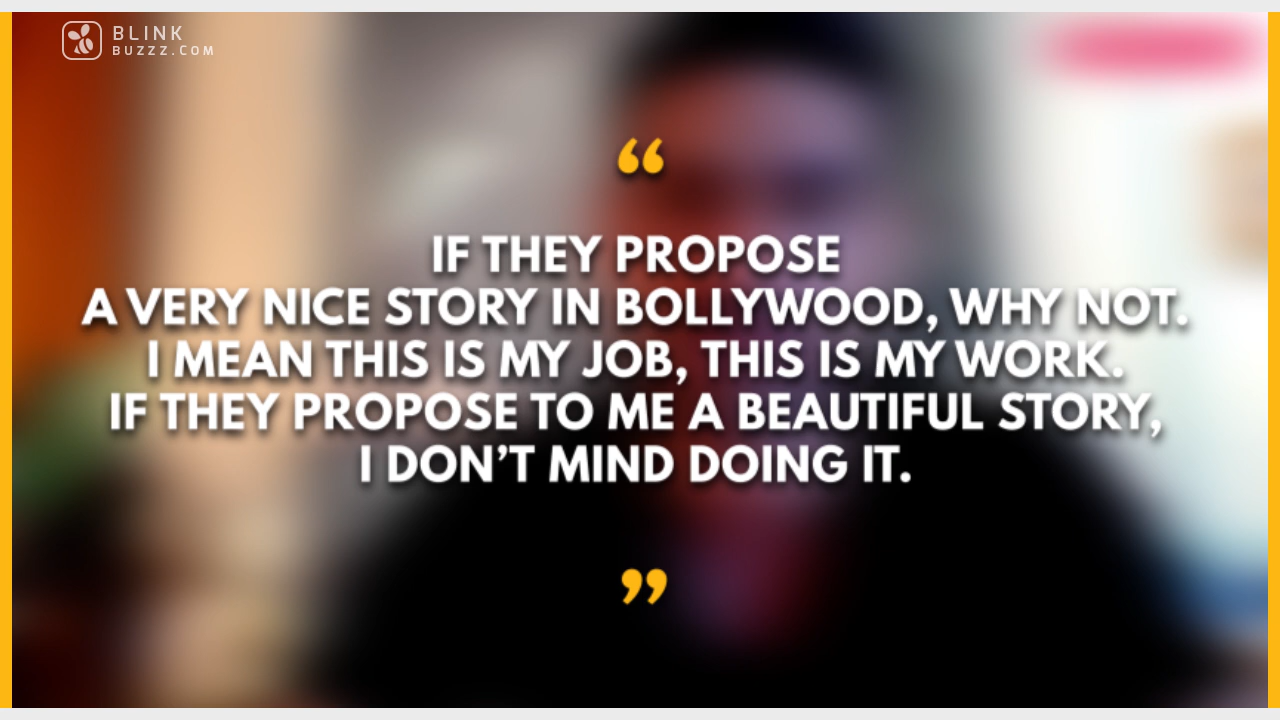 BLINK
BUZZZ.COM
“
IF THEY PROPOSE
A VERY NICE STORY IN BOLLYWOOD, WHY NOT.
I MEAN THIS IS MY JOB, THIS IS MY WORK.
IF THEY PROPOSE TO ME A BEAUTIFUL STORY,
I DON’T MIND DOING IT.
”